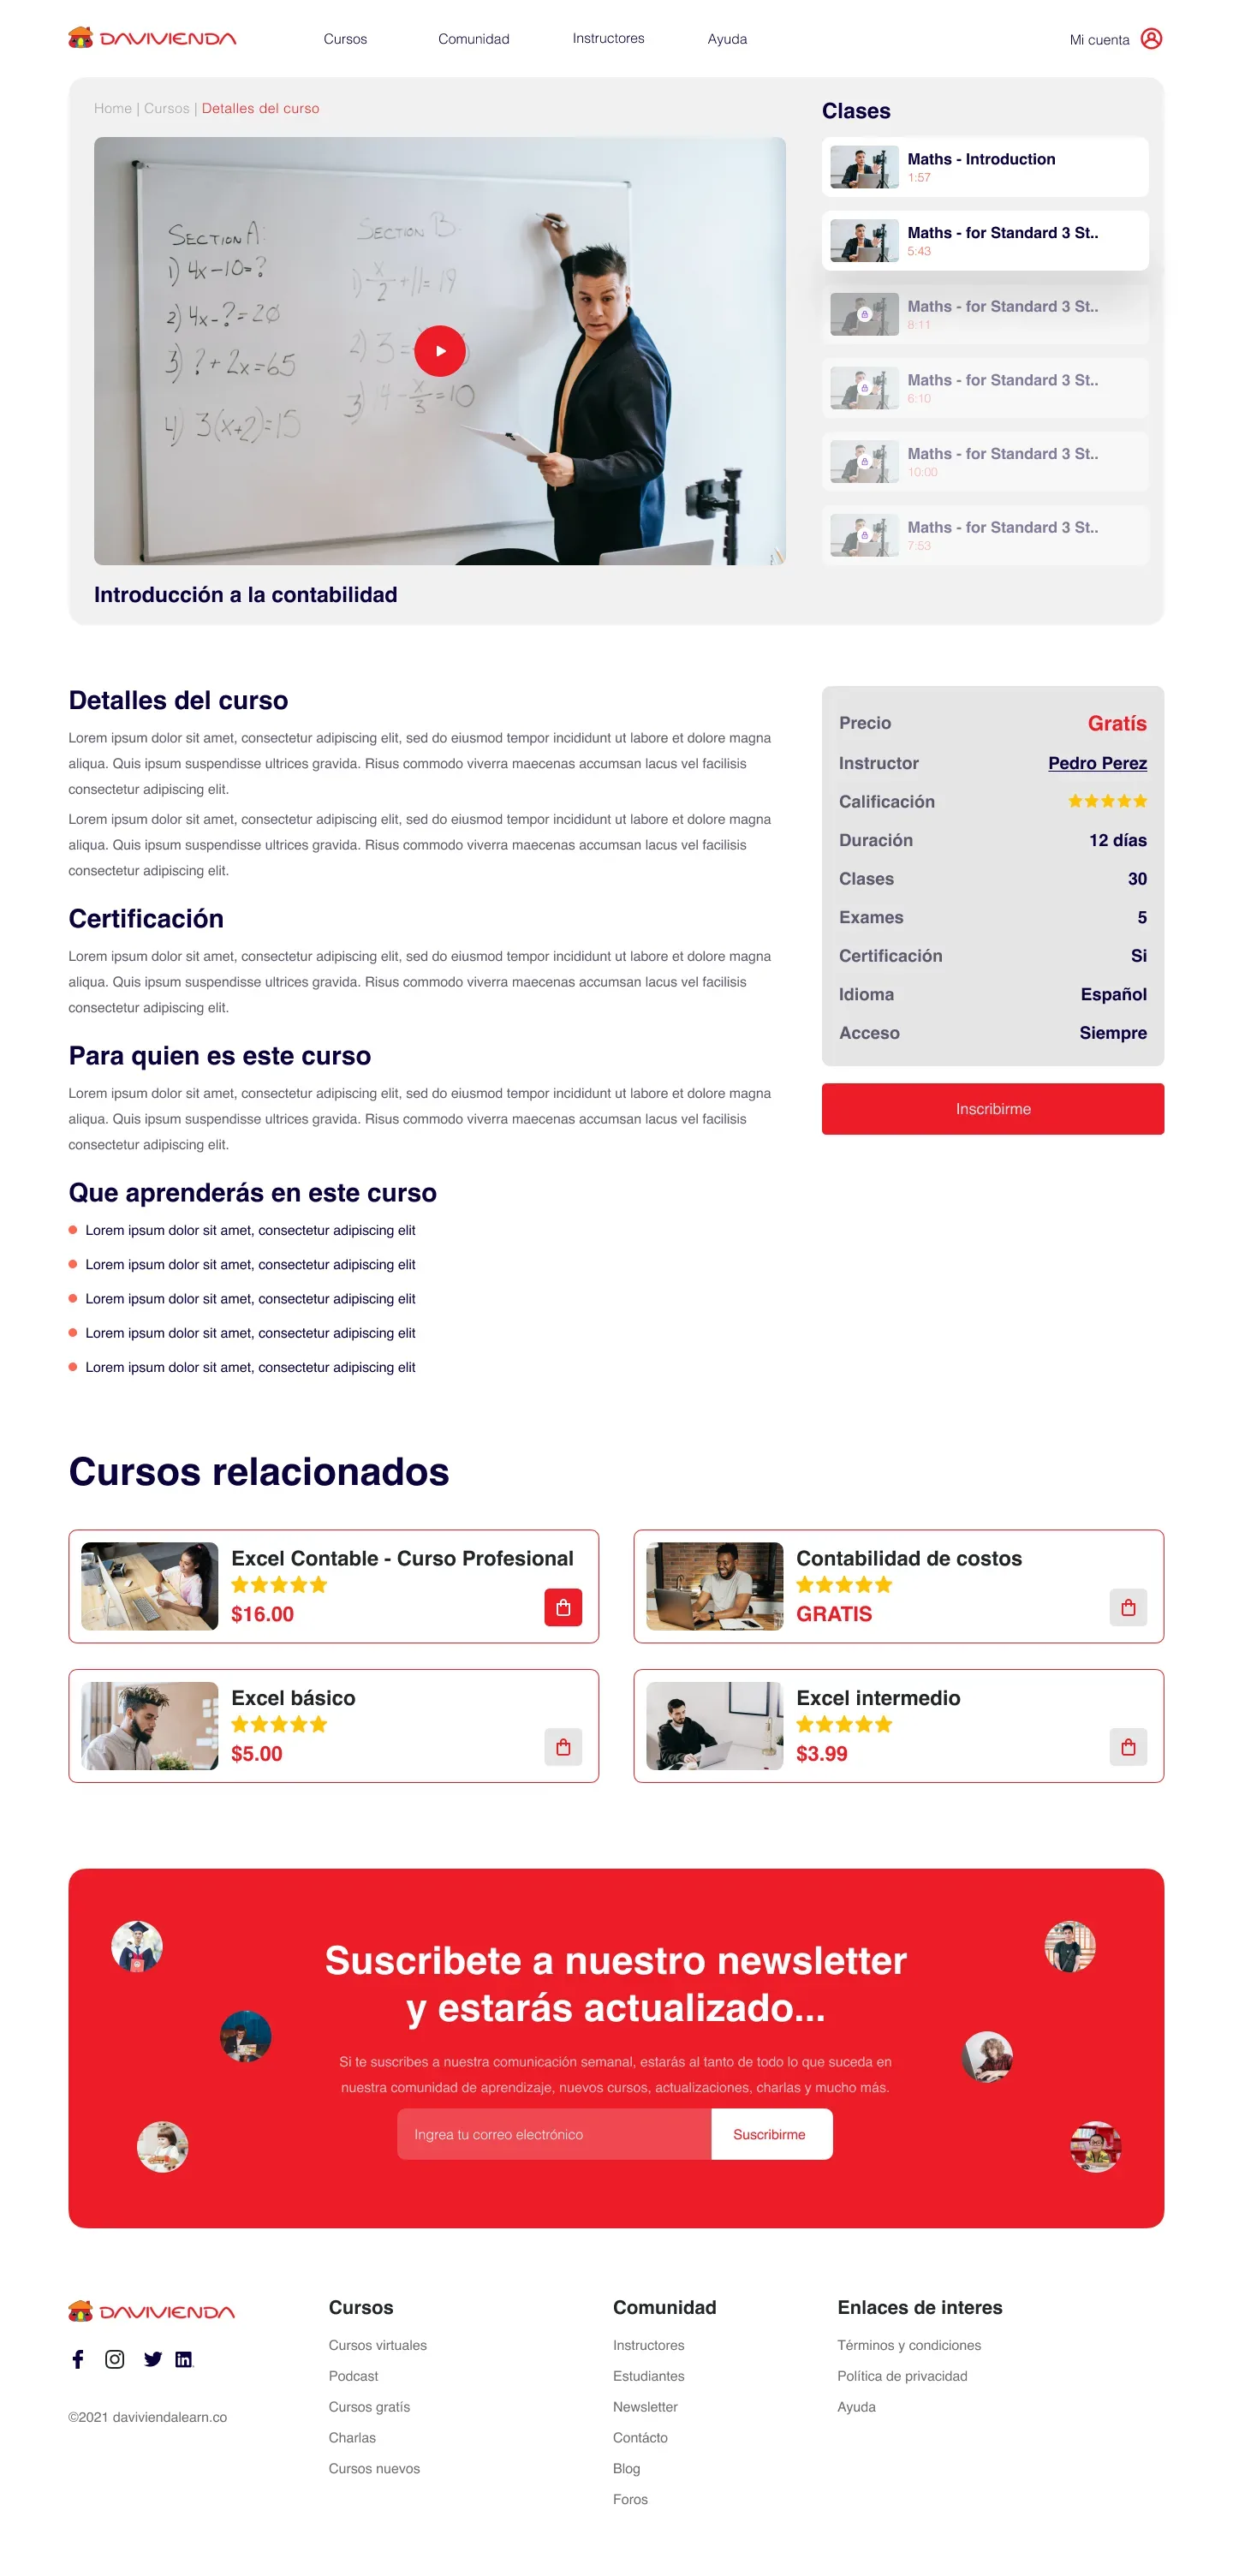 DAVIVIENDA
Cursos
Comunidad
Instructores
Ayuda
Mi cuenta
Home | Cursos | Detalles del curso
SECTION A:
1) 4x-10=?
2) 4x-?=20
3) ?+2x=65
4) 3(x+2)=15
SECTION B:
Introducción a la contabilidad
Clases
Maths - Introduction
1:57
Maths - for Standard 3 St..
5:43
Maths - for Standard 3 St..
8:11
Maths - for Standard 3 St..
6:10
Maths - for Standard 3 St..
10:00
Maths - for Standard 3 St..
7:53
Detalles del curso
Lorem ipsum dolor sit amet, consectetur adipiscing elit, sed do eiusmod tempor incididunt ut labore et dolore magna
aliqua. Quis ipsum suspendisse ultrices gravida. Risus commodo viverra maecenas accumsan lacus vel facilisis
consectetur adipiscing elit.
Lorem ipsum dolor sit amet, consectetur adipiscing elit, sed do eiusmod tempor incididunt ut labore et dolore magna
aliqua. Quis ipsum suspendisse ultrices gravida. Risus commodo viverra maecenas accumsan lacus vel facilisis
consectetur adipiscing elit.
Certificación
Lorem ipsum dolor sit amet, consectetur adipiscing elit, sed do eiusmod tempor incididunt ut labore et dolore magna
aliqua. Quis ipsum suspendisse ultrices gravida. Risus commodo viverra maecenas accumsan lacus vel facilisis
consectetur adipiscing elit.
Para quien es este curso
Lorem ipsum dolor sit amet, consectetur adipiscing elit, sed do eiusmod tempor incididunt ut labore et dolore magna
aliqua. Quis ipsum suspendisse ultrices gravida. Risus commodo viverra maecenas accumsan lacus vel facilisis
consectetur adipiscing elit.
Que aprenderás en este curso
Lorem ipsum dolor sit amet, consectetur adipiscing elit
Lorem ipsum dolor sit amet, consectetur adipiscing elit
Lorem ipsum dolor sit amet, consectetur adipiscing elit
Lorem ipsum dolor sit amet, consectetur adipiscing elit
Lorem ipsum dolor sit amet, consectetur adipiscing elit
Precio Gratís
Instructor Pedro Perez
Calificación
Duración 12 días
Clases 30
Exames 5
Certificación Si
Idioma Español
Acceso Siempre
Inscribirme
Cursos relacionados
Excel Contable - Curso Profesional
$16.00
Contabilidad de costos
GRATIS
Excel básico
$5.00
Excel intermedio
$3.99
Suscribete a nuestro newsletter
y estarás actualizado...
Si te suscribes a nuestra comunicación semanal, estarás al tanto de todo lo que suceda en
nuestra comunidad de aprendizaje, nuevos cursos, actualizaciones, charlas y mucho más.
Ingrea tu correo electrónico
Suscribirme
DAVIVIENDA
©2021 daviviendalearn.co
Cursos
Cursos virtuales
Podcast
Cursos gratís
Charlas
Cursos nuevos
Comunidad
Instructores
Estudiantes
Newsletter
Contácto
Blog
Foros
Enlaces de interes
Términos y condiciones
Política de privacidad
Ayuda